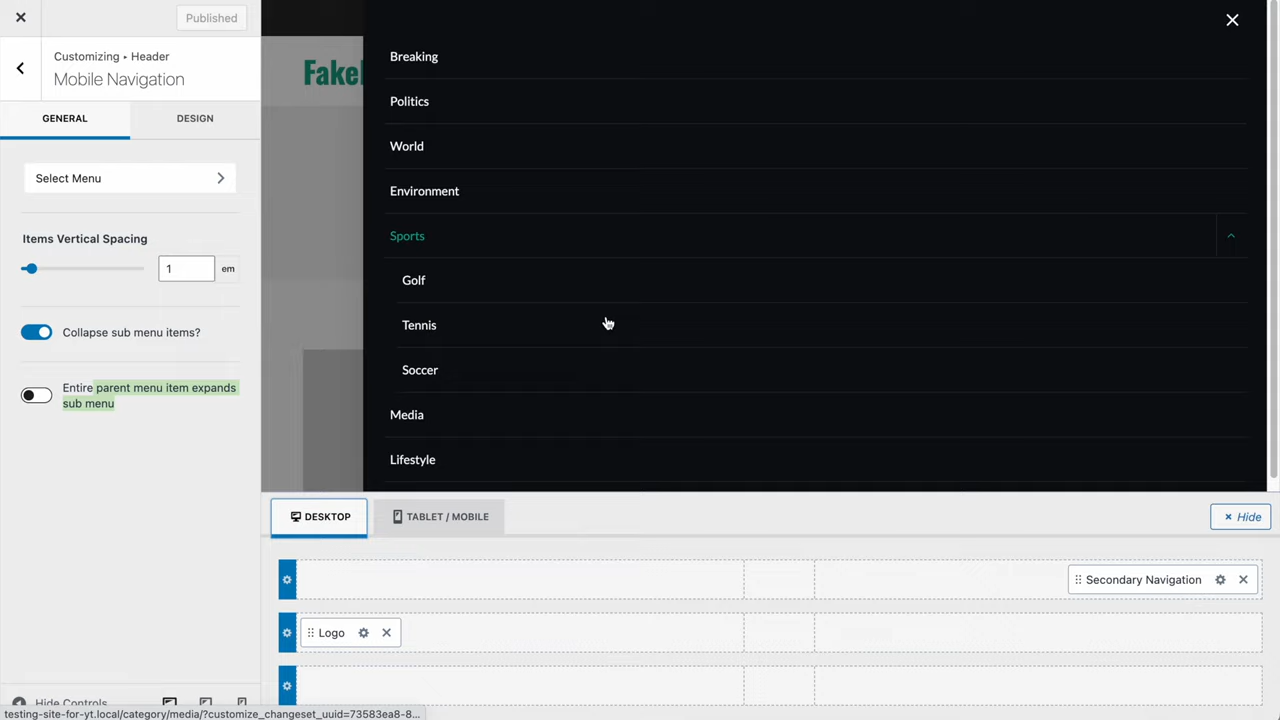 Published
Customizing • Header
Mobile Navigation
GENERAL
DESIGN
Select Menu
Items Vertical Spacing
1
em
Collapse sub menu items?
Entire parent menu item expands
sub menu
Hide Controls
Breaking
Politics
World
Environment
Sports
Golf
Tennis
Soccer
Media
Lifestyle
DESKTOP
TABLET / MOBILE
× Hide
Secondary Navigation
Logo
testing-site-for-yt.local/category/media/?customize_changeset_uuid=73583ea8-8...